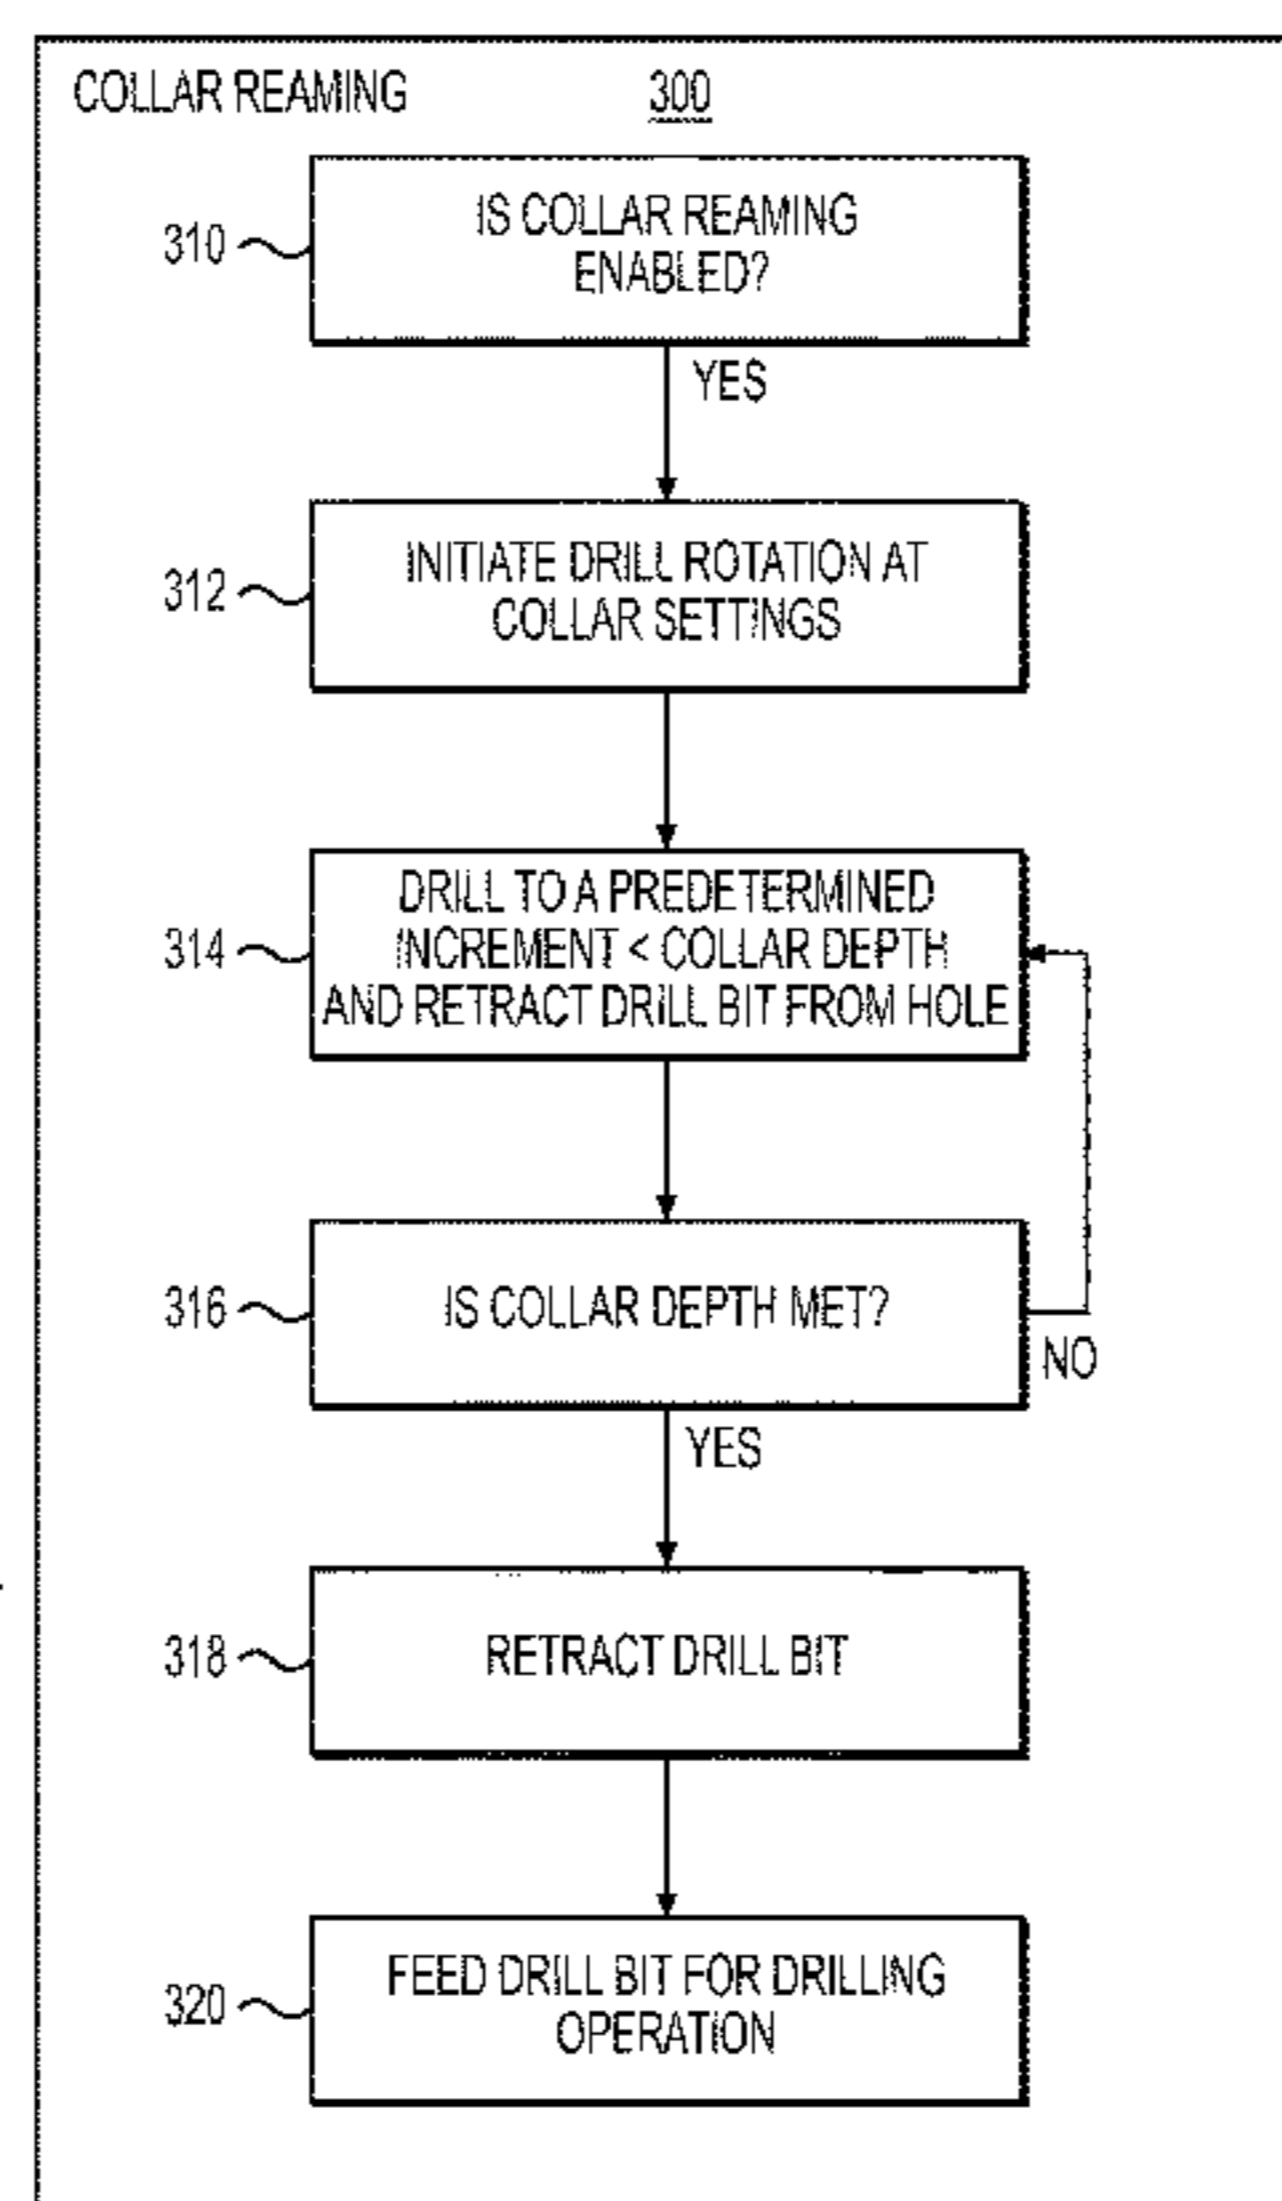 COLLAR REAMING 300
310
IS COLLAR REAMING
ENABLED?
YES
312
INITIATE DRILL ROTATION AT
COLLAR SETTINGS
314
DRILL TO A PREDETERMINED
INCREMENT < COLLAR DEPTH
AND RETRACT DRILL BIT FROM HOLE
316
IS COLLAR DEPTH MET?
NO
YES
318
RETRACT DRILL BIT
320
FEED DRILL BIT FOR DRILLING
OPERATION